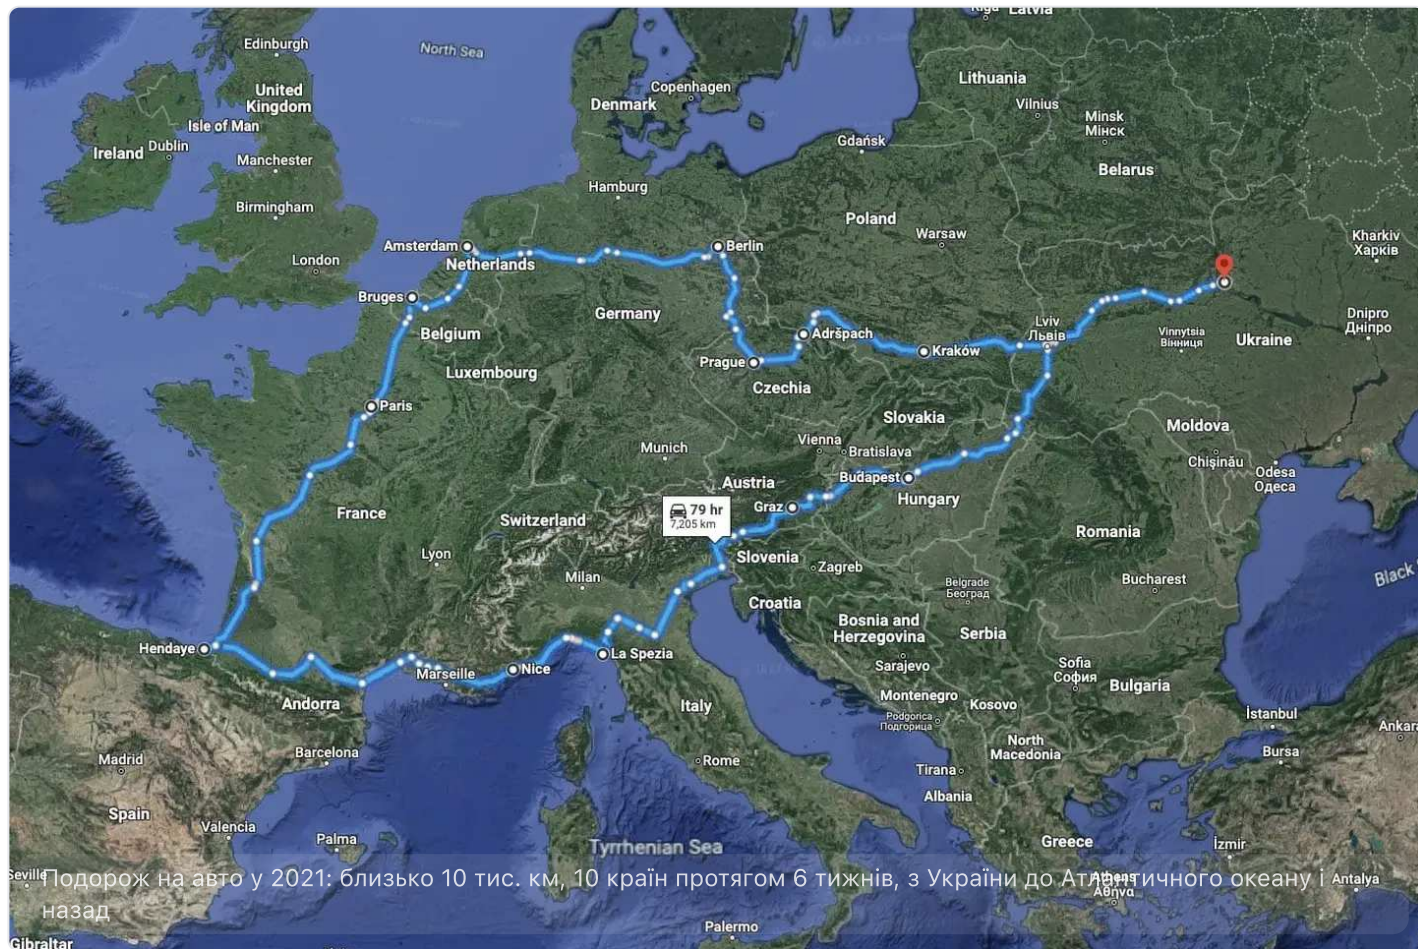 Riga
Latvia
Edinburgh
North Sea
United
Kingdom
Isle of Man
Ireland
Dublin
Manchester
Birmingham
London
Denmark
Copenhagen
Lithuania
Vilnius
Minsk
Мінск
Belarus
Gdańsk
Hamburg
Poland
Warsaw
Kharkiv
Харків
Amsterdam
Netherlands
Berlin
Bruges
Belgium
Germany
Adršpach
Kraków
Lviv
Львів
Vinnytsia
Вінниця
Ukraine
Dnipro
Дніпро
Luxembourg
Prague
Czechia
Paris
Slovakia
Moldova
Chișinău
Odesa
Одеса
Munich
Vienna
Bratislava
Austria
Budapest
Hungary
Graz
79 hr
7,205 km
France
Switzerland
Slovenia
Romania
Lyon
Milan
Zagreb
Croatia
Belgrade
Београд
Bucharest
Black
Bosnia and
Herzegovina
Serbia
Sarajevo
Sofia
София
Bulgaria
Hendaye
Marseille
Nice
La Spezia
Andorra
Italy
Montenegro
Podgorica
Подгорица
Kosovo
İstanbul
Ankara
Bursa
North
Macedonia
Madrid
Barcelona
Rome
Tirana
Albania
Spain
Valencia
Palma
Tyrrhenian Sea
Greece
İzmir
Seville
Athens
Αθήνα
Antalya
Подорож на авто у 2021: близько 10 тис. км, 10 країн протягом 6 тижнів, з України до Атлантичного океану і
назад
Palermo
Gibraltar